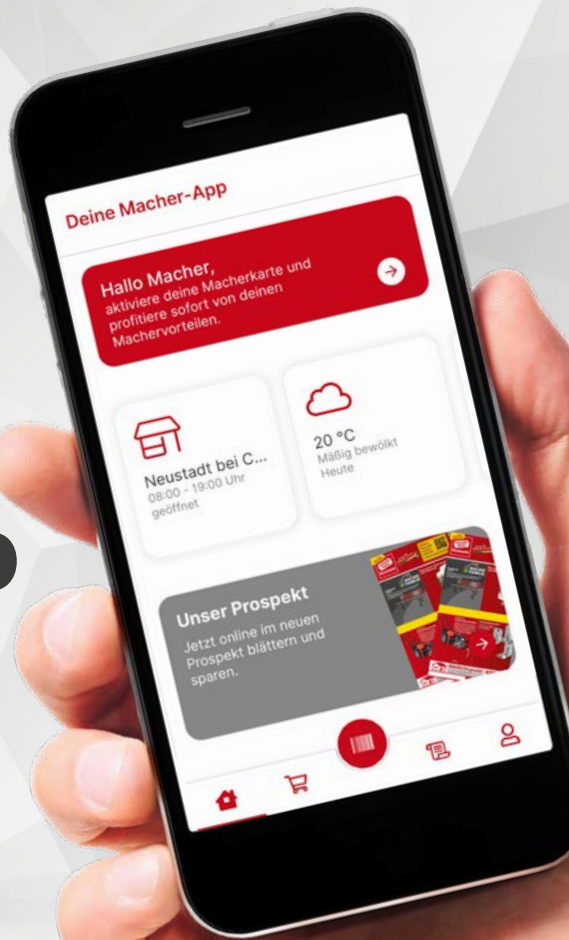 Deine Macher-App
Hallo Macher,
aktiviere deine Macherkarte und
profitiere sofort von deinen
Machervorteilen.
Neustadt bei C...
08:00 - 19:00 Uhr
geöffnet
20 °C
Mäßig bewölkt
Heute
Unser Prospekt
Jetzt online im neuen
Prospekt blättern und
sparen.